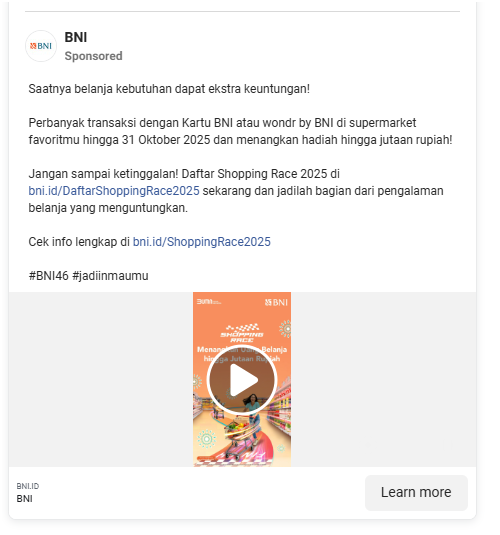 BNI
BNI
Sponsored
Saatnya belanja kebutuhan dapat ekstra keuntungan!
Perbanyak transaksi dengan Kartu BNI atau wondr by BNI di supermarket
favoritmu hingga 31 Oktober 2025 dan menangkan hadiah hingga jutaan rupiah!
Jangan sampai ketinggalan! Daftar Shopping Race 2025 di
bni.id/DaftarShoppingRace2025 sekarang dan jadilah bagian dari pengalaman
belanja yang menguntungkan.
Cek info lengkap di bni.id/ShoppingRace2025
#BNI46 #jadiinmaumu
BNI
SHOPPING
RACE
Belanja
hingga Jutaan Rupiah
BNI.ID
BNI
Learn more